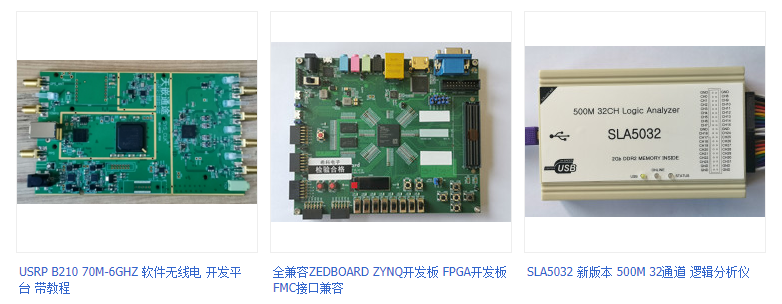 500M 32CH Logic Analyzer
SLA5032
2Gb DDR2 MEMORY INSIDE
USB
ONLINE
STATUS
检验合格
USRP B210 70M-6GHZ 软件无线电 开发平
台 带教程
全兼容ZEDBOARD ZYNQ开发板 FPGA开发板
FMC接口兼容
SLA5032 新版本 500M 32通道 逻辑分析仪